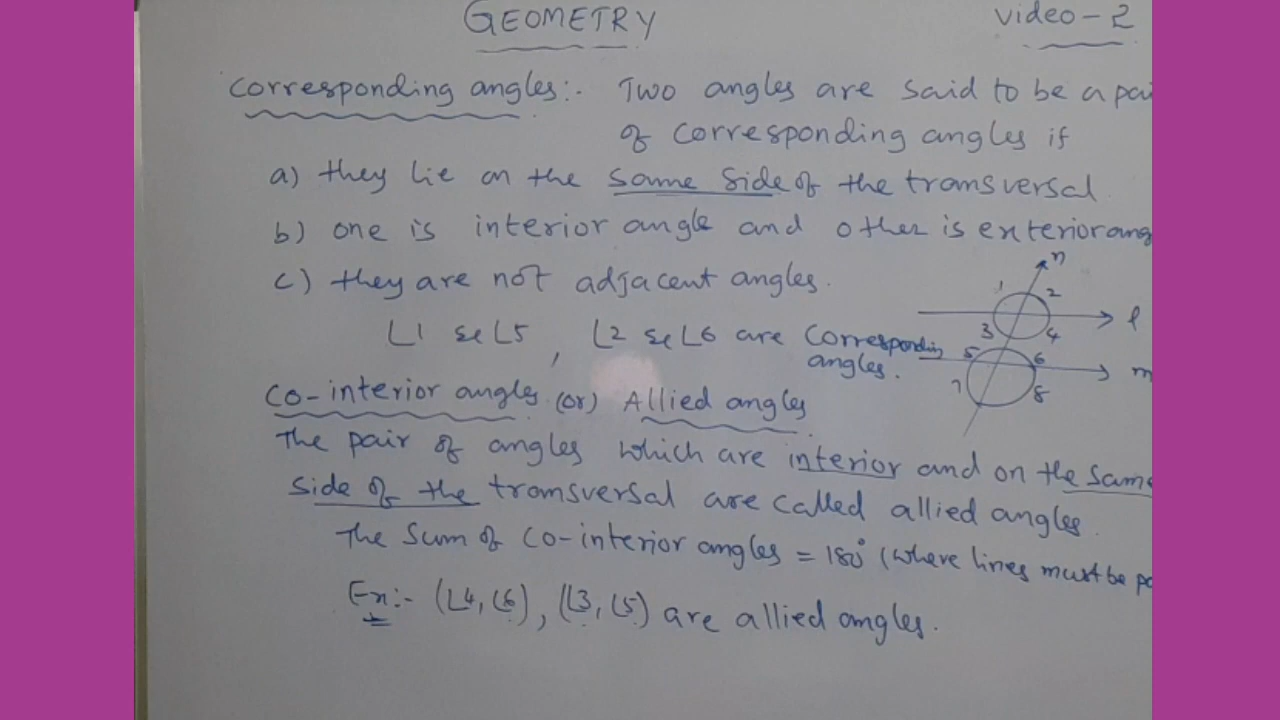 GEOMETRY
Video-2
Corresponding angles:- Two angles are said to be a pai
of corresponding angles if
a) they lie on the same side of the transversal
b) one is interior angle and other is exterior ang
c) they are not adjacent angles.
∠1 & ∠5, ∠2 & ∠6 are corresponding
angles.
n
1 2
l
3 4
5 6
m
7 8
Co-interior angles (or) Allied angles
The pair of angles which are interior and on the same
side of the transversal are called allied angles.
The sum of co-interior angles = 180° (where lines must be pa
Ex:- (∠4, ∠6), (∠3, ∠5) are allied angles.